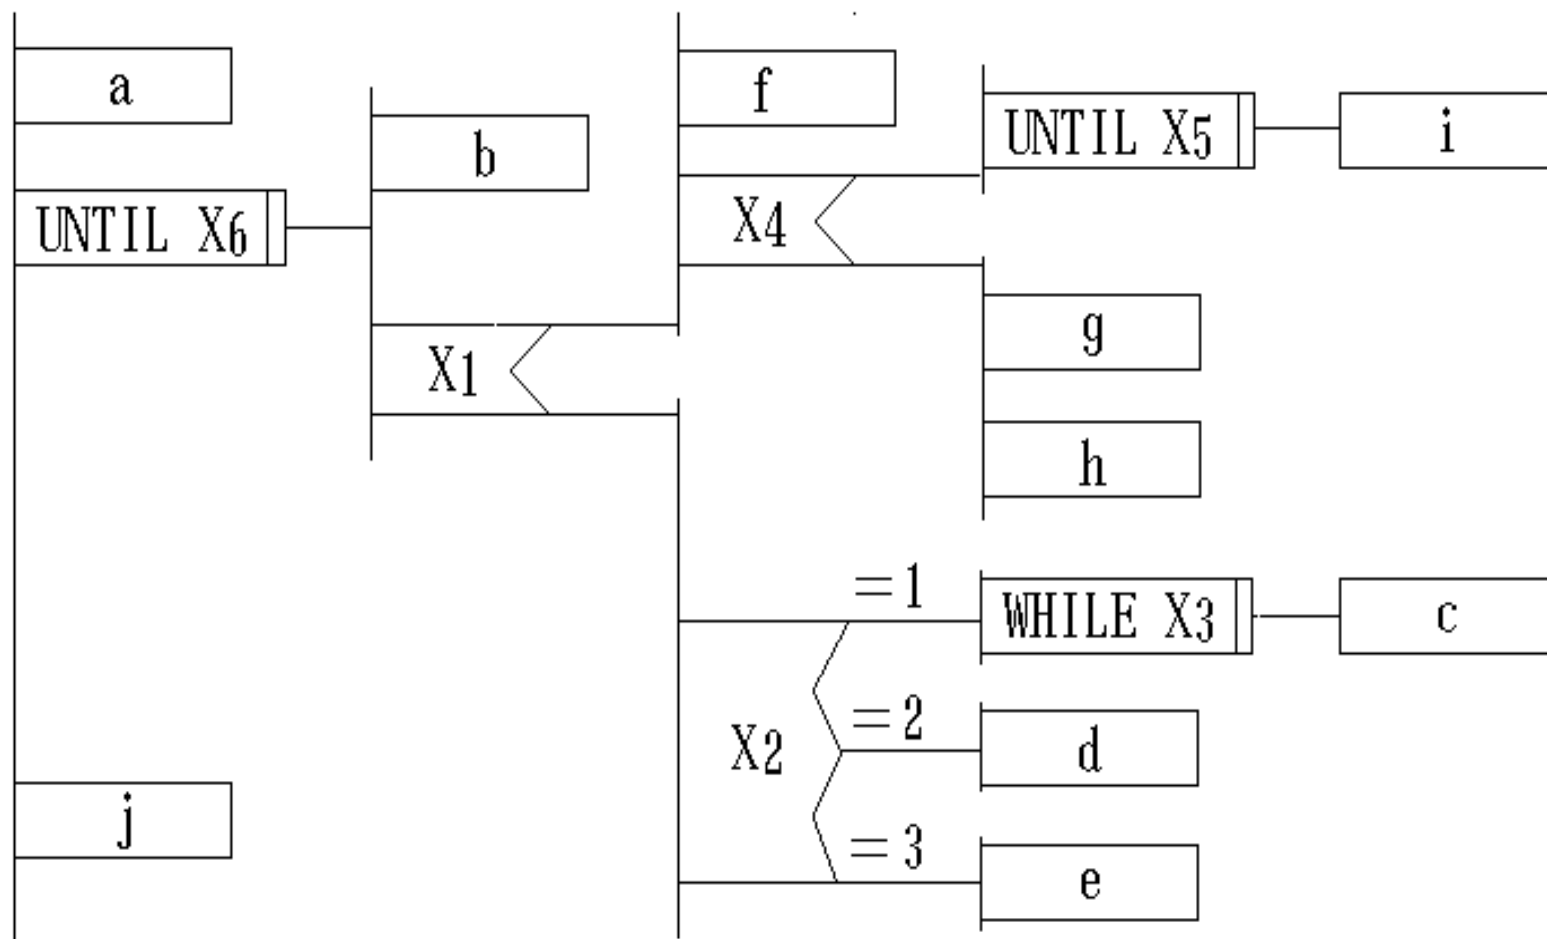 a
f
UNTIL X5
i
b
UNTIL X6
X4
g
X1
h
=1
WHILE X3
c
=2
X2
d
j
=3
e